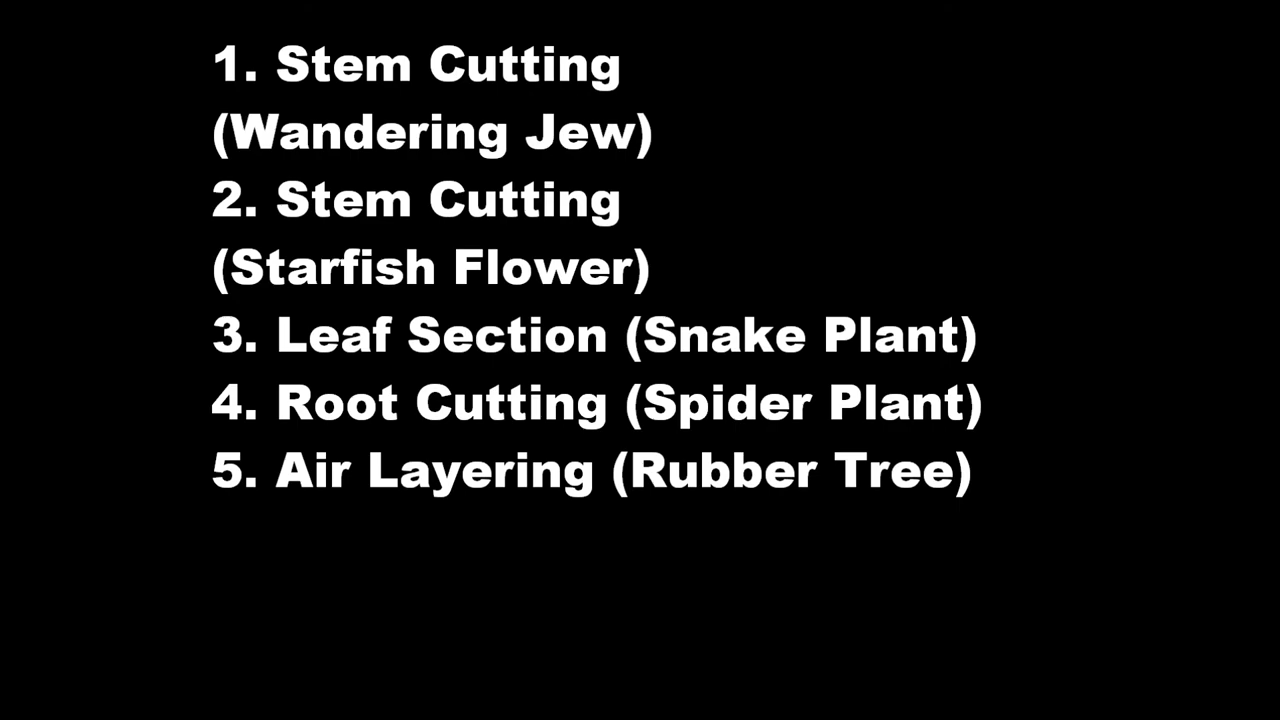 1. Stem Cutting
(Wandering Jew)
2. Stem Cutting
(Starfish Flower)
3. Leaf Section (Snake Plant)
4. Root Cutting (Spider Plant)
5. Air Layering (Rubber Tree)